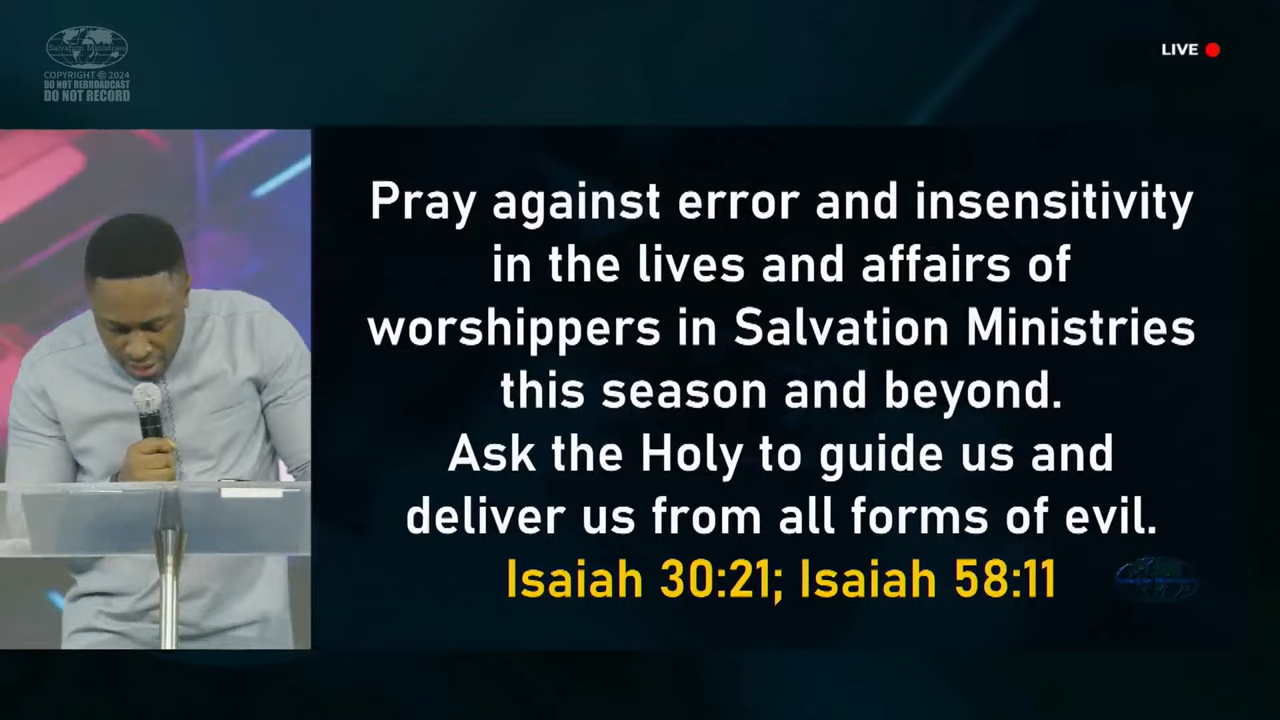 Salvation Ministries
COPYRIGHT © 2024
DO NOT REBROADCAST
DO NOT RECORD
LIVE
Pray against error and insensitivity
in the lives and affairs of
worshippers in Salvation Ministries
this season and beyond.
Ask the Holy to guide us and
deliver us from all forms of evil.
Isaiah 30:21; Isaiah 58:11